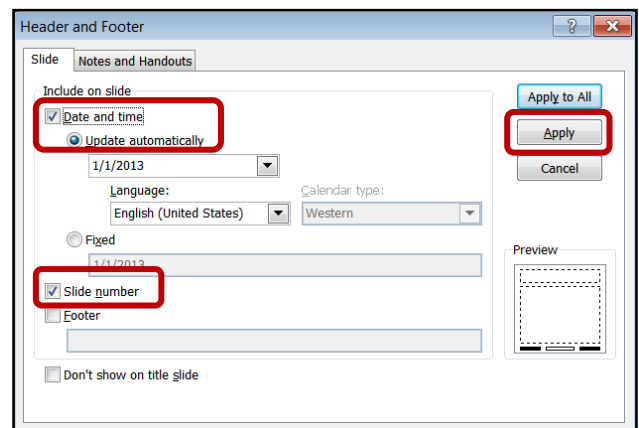 Header and Footer
Slide Notes and Handouts
Include on slide
Date and time
Update automatically
1/1/2013
Language: Calendar type:
English (United States) Western
Fixed
1/1/2013
Slide number
Footer
Don't show on title slide
Apply to All
Apply
Cancel
Preview